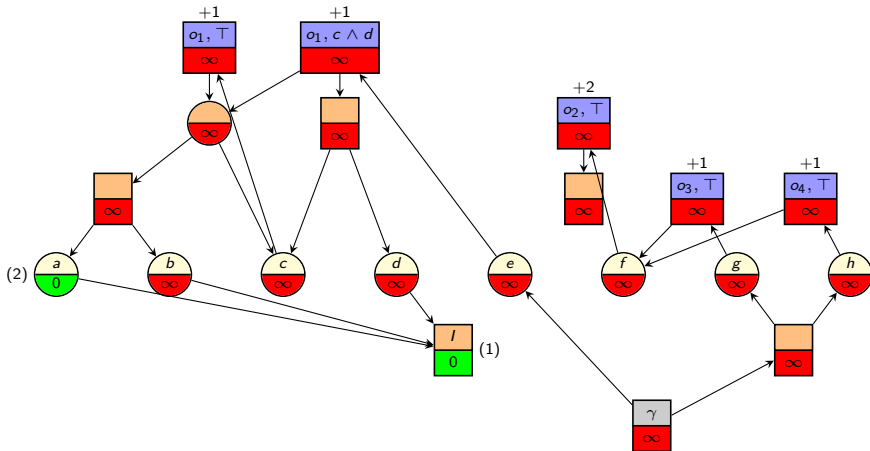 +1 +1
o₁, ⊤ o₁, c ∧ d
∞ ∞
+2
o₂, ⊤
∞ ∞ ∞
+1 +1
o₃, ⊤ o₄, ⊤
∞ ∞ ∞ ∞
a b c d e f g h
(2) 0 ∞ ∞ ∞ ∞ ∞ ∞ ∞
I (1)
0 ∞
γ
∞